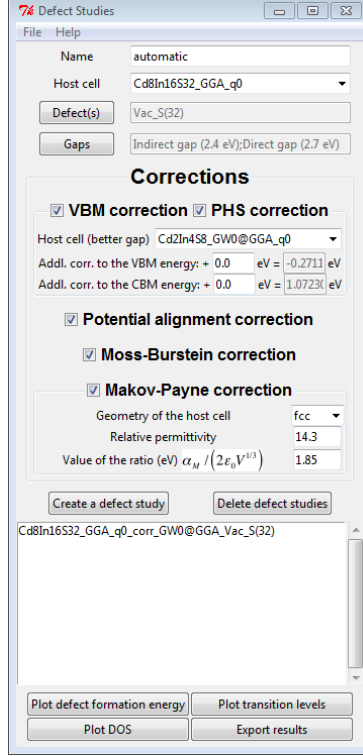 Defect Studies
File Help
Name automatic
Host cell Cd8In16S32_GGA_q0
Defect(s) Vac_S(32)
Gaps Indirect gap (2.4 eV);Direct gap (2.7 eV)
Corrections
VBM correction PHS correction
Host cell (better gap) Cd2In4S8_GW0@GGA_q0
Addl. corr. to the VBM energy: + 0.0 eV = -0.2711 eV
Addl. corr. to the CBM energy: + 0.0 eV = 1.0723( eV
Potential alignment correction
Moss-Burstein correction
Makov-Payne correction
Geometry of the host cell fcc
Relative permittivity 14.3
Value of the ratio (eV) α_M /(2ε₀V^{1/3}) 1.85
Create a defect study Delete defect studies
Cd8In16S32_GGA_q0_corr_GW0@GGA_Vac_S(32)
Plot defect formation energy Plot transition levels
Plot DOS Export results